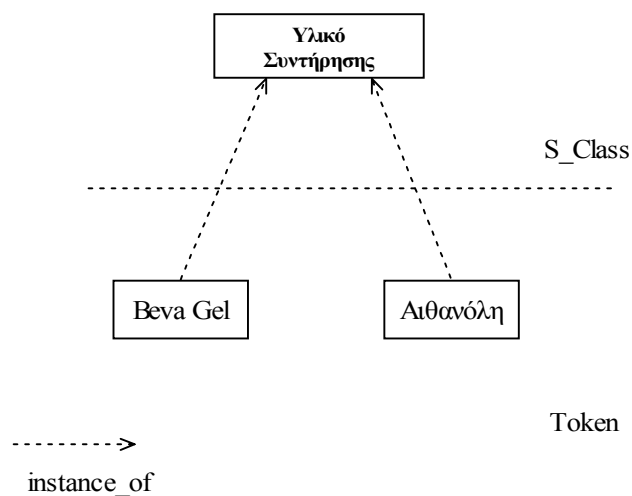 Υλικό
Συντήρησης
S_Class
Beva Gel
Αιθανόλη
Token
instance_of